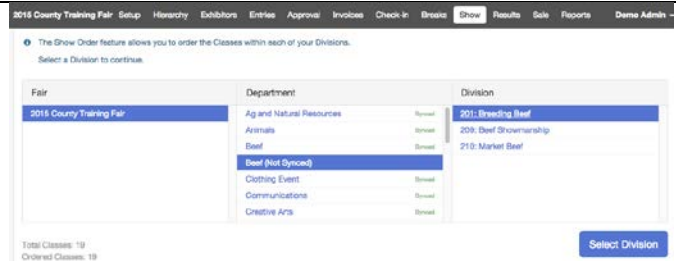 2015 County Training Fair Setup Hierarchy Exhibitors Entries Approval Invoices Check-in Breaks Show Results Sale Reports Demo Admin
The Show Order feature allows you to order the Classes within each of your Divisions.
Select a Division to continue.
Fair Department Division
2015 County Training Fair Ag and Natural Resources Synced 201: Breeding Beef
Animals Synced 209: Beef Showmanship
Beef Synced 210: Market Beef
Beef (Not Synced)
Clothing Event Synced
Communications Synced
Creative Arts Synced
Total Classes: 19
Ordered Classes: 19
Select Division